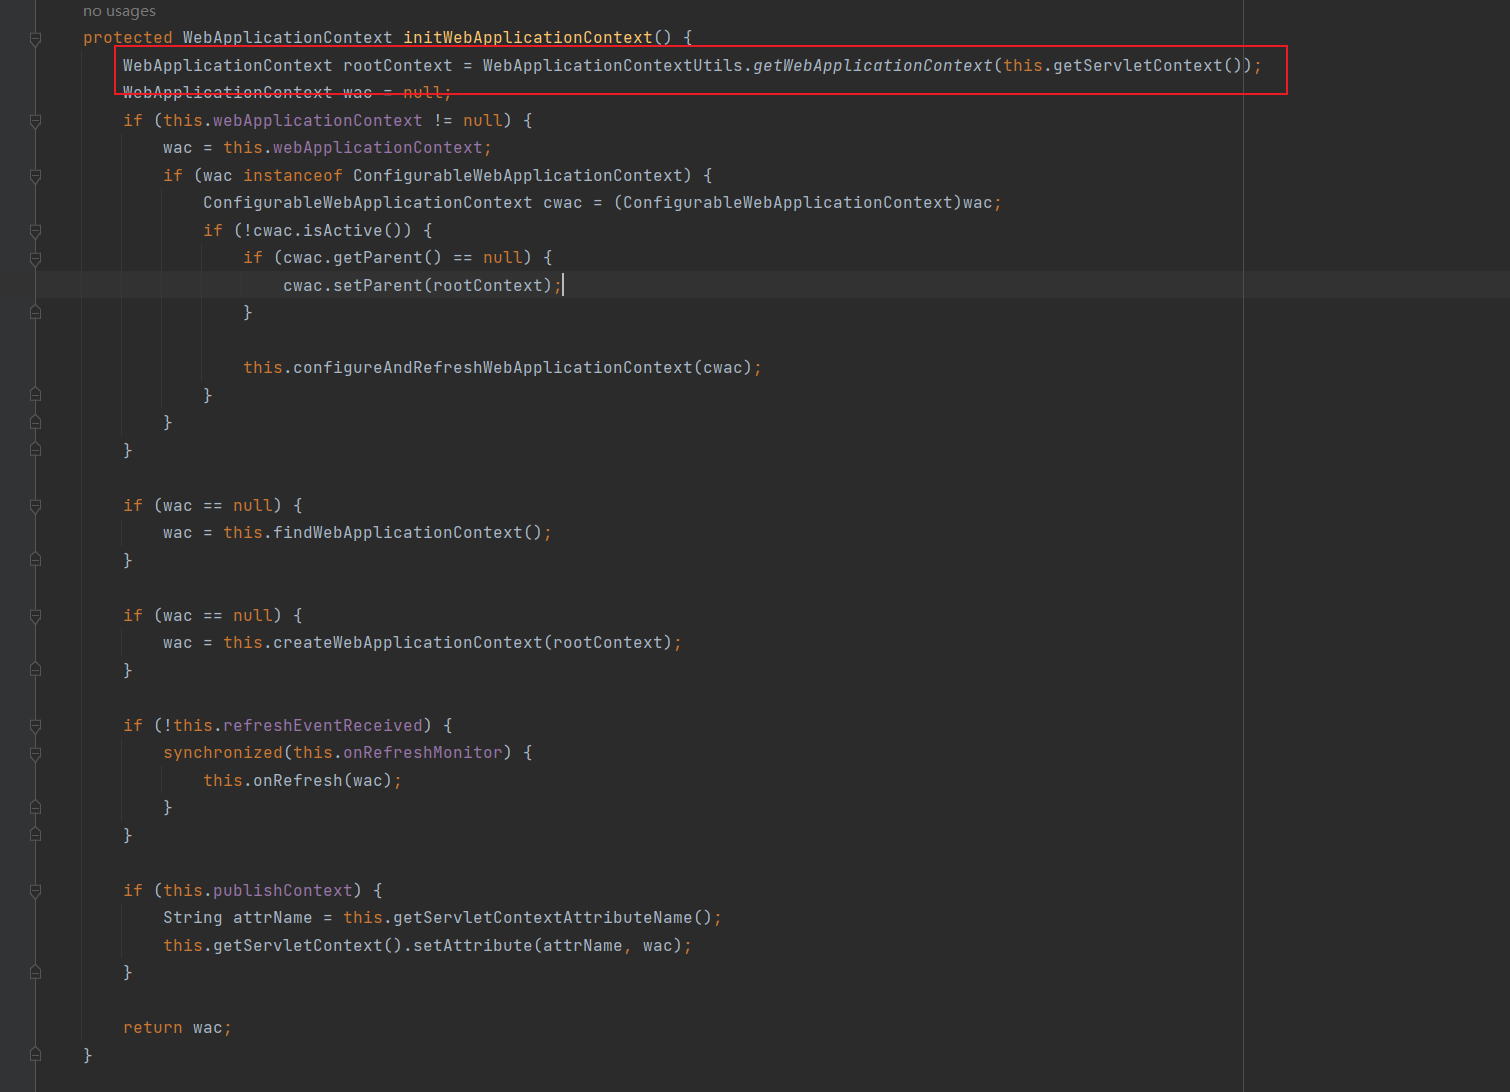 no usages
protected WebApplicationContext initWebApplicationContext() {
WebApplicationContext rootContext = WebApplicationContextUtils.getWebApplicationContext(this.getServletContext());
WebApplicationContext wac = null;
if (this.webApplicationContext != null) {
wac = this.webApplicationContext;
if (wac instanceof ConfigurableWebApplicationContext) {
ConfigurableWebApplicationContext cwac = (ConfigurableWebApplicationContext)wac;
if (!cwac.isActive()) {
if (cwac.getParent() == null) {
cwac.setParent(rootContext);
}
this.configureAndRefreshWebApplicationContext(cwac);
}
}
}
if (wac == null) {
wac = this.findWebApplicationContext();
}
if (wac == null) {
wac = this.createWebApplicationContext(rootContext);
}
if (!this.refreshEventReceived) {
synchronized(this.onRefreshMonitor) {
this.onRefresh(wac);
}
}
if (this.publishContext) {
String attrName = this.getServletContextAttributeName();
this.getServletContext().setAttribute(attrName, wac);
}
return wac;
}